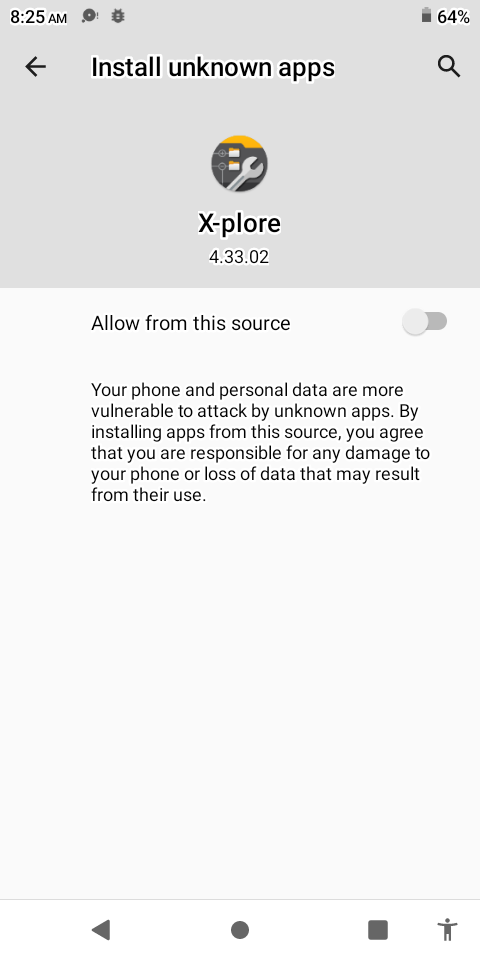 8:25 AM 64%
Install unknown apps
X-plore
4.33.02
Allow from this source
Your phone and personal data are more
vulnerable to attack by unknown apps. By
installing apps from this source, you agree
that you are responsible for any damage to
your phone or loss of data that may result
from their use.